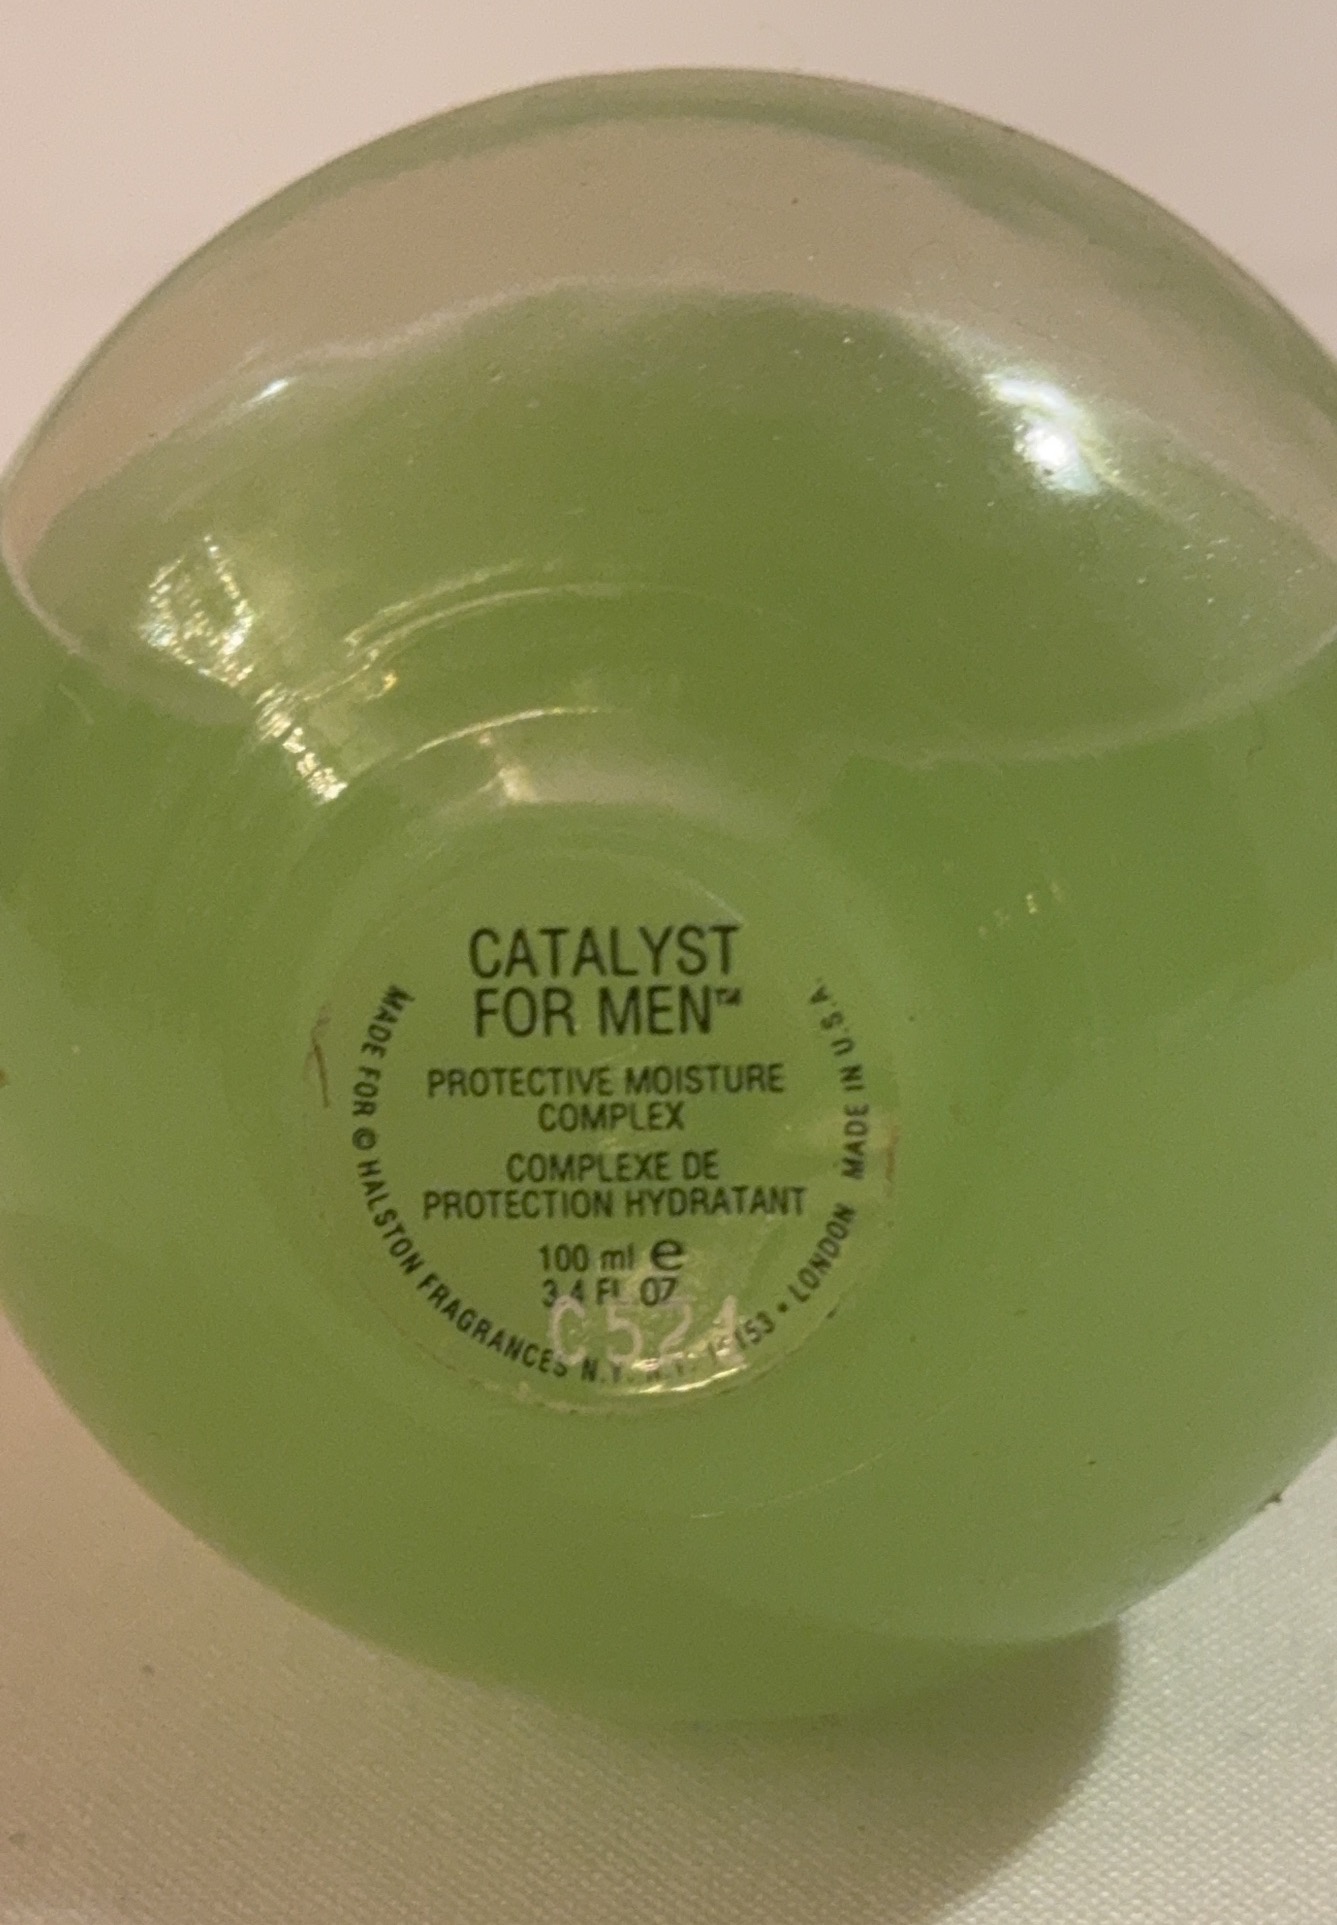 CATALYST
FOR MEN™
PROTECTIVE MOISTURE
COMPLEX
COMPLEXE DE
PROTECTION HYDRATANT
100 ml e
3.4 FL OZ
C521
MADE FOR © HALSTON FRAGRANCES N.Y. N.Y. • LONDON MADE IN U.S.A.